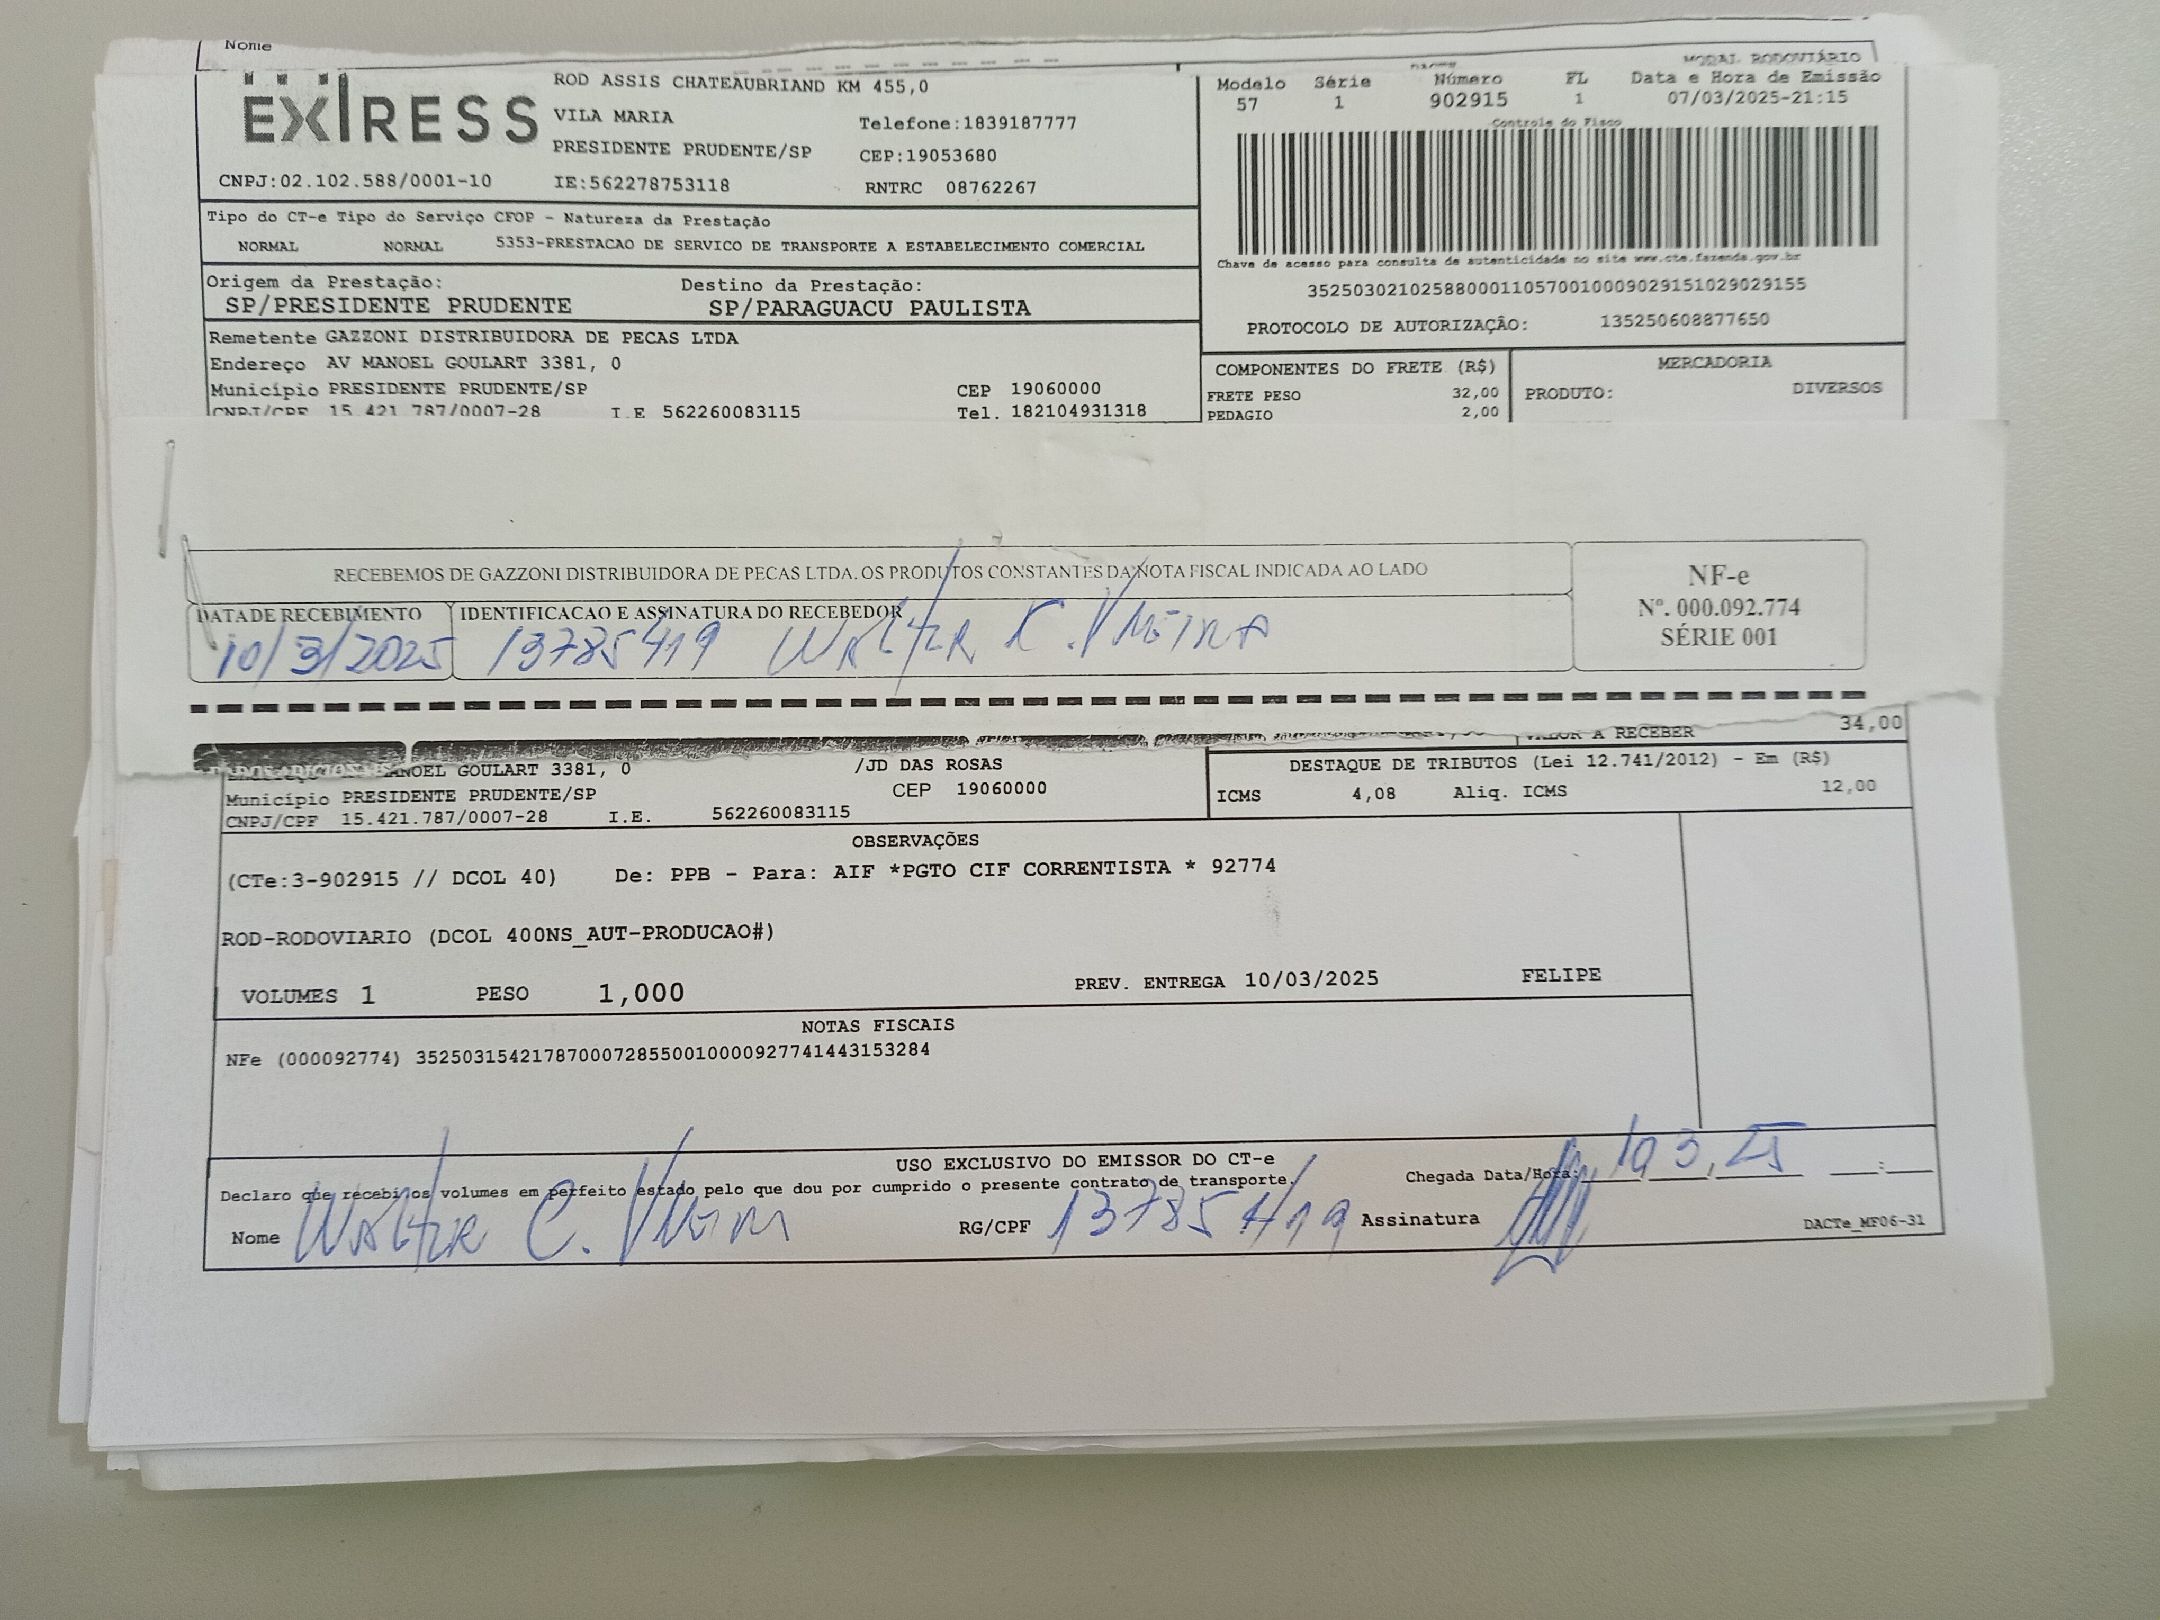 Nome
MODAL RODOVIÁRIO
EXPRESS
ROD ASSIS CHATEAUBRIAND KM 455,0
VILA MARIA Telefone:1839187777
PRESIDENTE PRUDENTE/SP CEP:19053680
CNPJ:02.102.588/0001-10 IE:562278753118 RNTRC 08762267
Modelo Série Número FL Data e Hora de Emissão
57 1 902915 1 07/03/2025-21:15
Controle do Fisco
Chave de acesso para consulta de autenticidade no site www.cte.fazenda.gov.br
35250302102588000110570010009029151029029155
PROTOCOLO DE AUTORIZAÇÃO: 135250608877650
Tipo do CT-e Tipo do Serviço CFOP - Natureza da Prestação
NORMAL NORMAL 5353-PRESTACAO DE SERVICO DE TRANSPORTE A ESTABELECIMENTO COMERCIAL
Origem da Prestação: Destino da Prestação:
SP/PRESIDENTE PRUDENTE SP/PARAGUACU PAULISTA
Remetente GAZZONI DISTRIBUIDORA DE PECAS LTDA
Endereço AV MANOEL GOULART 3381, 0
Município PRESIDENTE PRUDENTE/SP CEP 19060000
CNPJ/CPF 15.421.787/0007-28 I.E 562260083115 Tel. 182104931318
COMPONENTES DO FRETE (R$) MERCADORIA
FRETE PESO 32,00 PRODUTO: DIVERSOS
PEDAGIO 2,00
RECEBEMOS DE GAZZONI DISTRIBUIDORA DE PECAS LTDA. OS PRODUTOS CONSTANTES DA NOTA FISCAL INDICADA AO LADO
DATA DE RECEBIMENTO IDENTIFICACAO E ASSINATURA DO RECEBEDOR
10/3/2025 13785419 Walter
NF-e
Nº. 000.092.774
SÉRIE 001
VALOR A RECEBER 34,00
MANOEL GOULART 3381, 0 /JD DAS ROSAS
Município PRESIDENTE PRUDENTE/SP CEP 19060000
CNPJ/CPF 15.421.787/0007-28 I.E. 562260083115
DESTAQUE DE TRIBUTOS (Lei 12.741/2012) - Em (R$)
ICMS 4,08 Aliq. ICMS 12,00
OBSERVAÇÕES
(CTe:3-902915 // DCOL 40) De: PPB - Para: AIF *PGTO CIF CORRENTISTA * 92774
ROD-RODOVIARIO (DCOL 400NS_AUT-PRODUCAO#)
VOLUMES 1 PESO 1,000 PREV. ENTREGA 10/03/2025 FELIPE
NOTAS FISCAIS
NFe (000092774) 35250315421787000728550010000927741443153284
USO EXCLUSIVO DO EMISSOR DO CT-e
Declaro que recebi os volumes em perfeito estado pelo que dou por cumprido o presente contrato de transporte.
Chegada Data/Hora: 10 3, 25 :
Nome Walter C. RG/CPF 13785419 Assinatura
DACTe_MF06-31